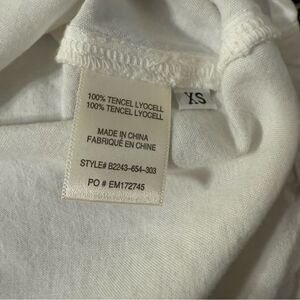 100% TENCEL LYOCELL
100% TENCEL LYOCELL
MADE IN CHINA
FABRIQUÉ EN CHINE
STYLE# B2243-654-303
PO # EM172745
XS